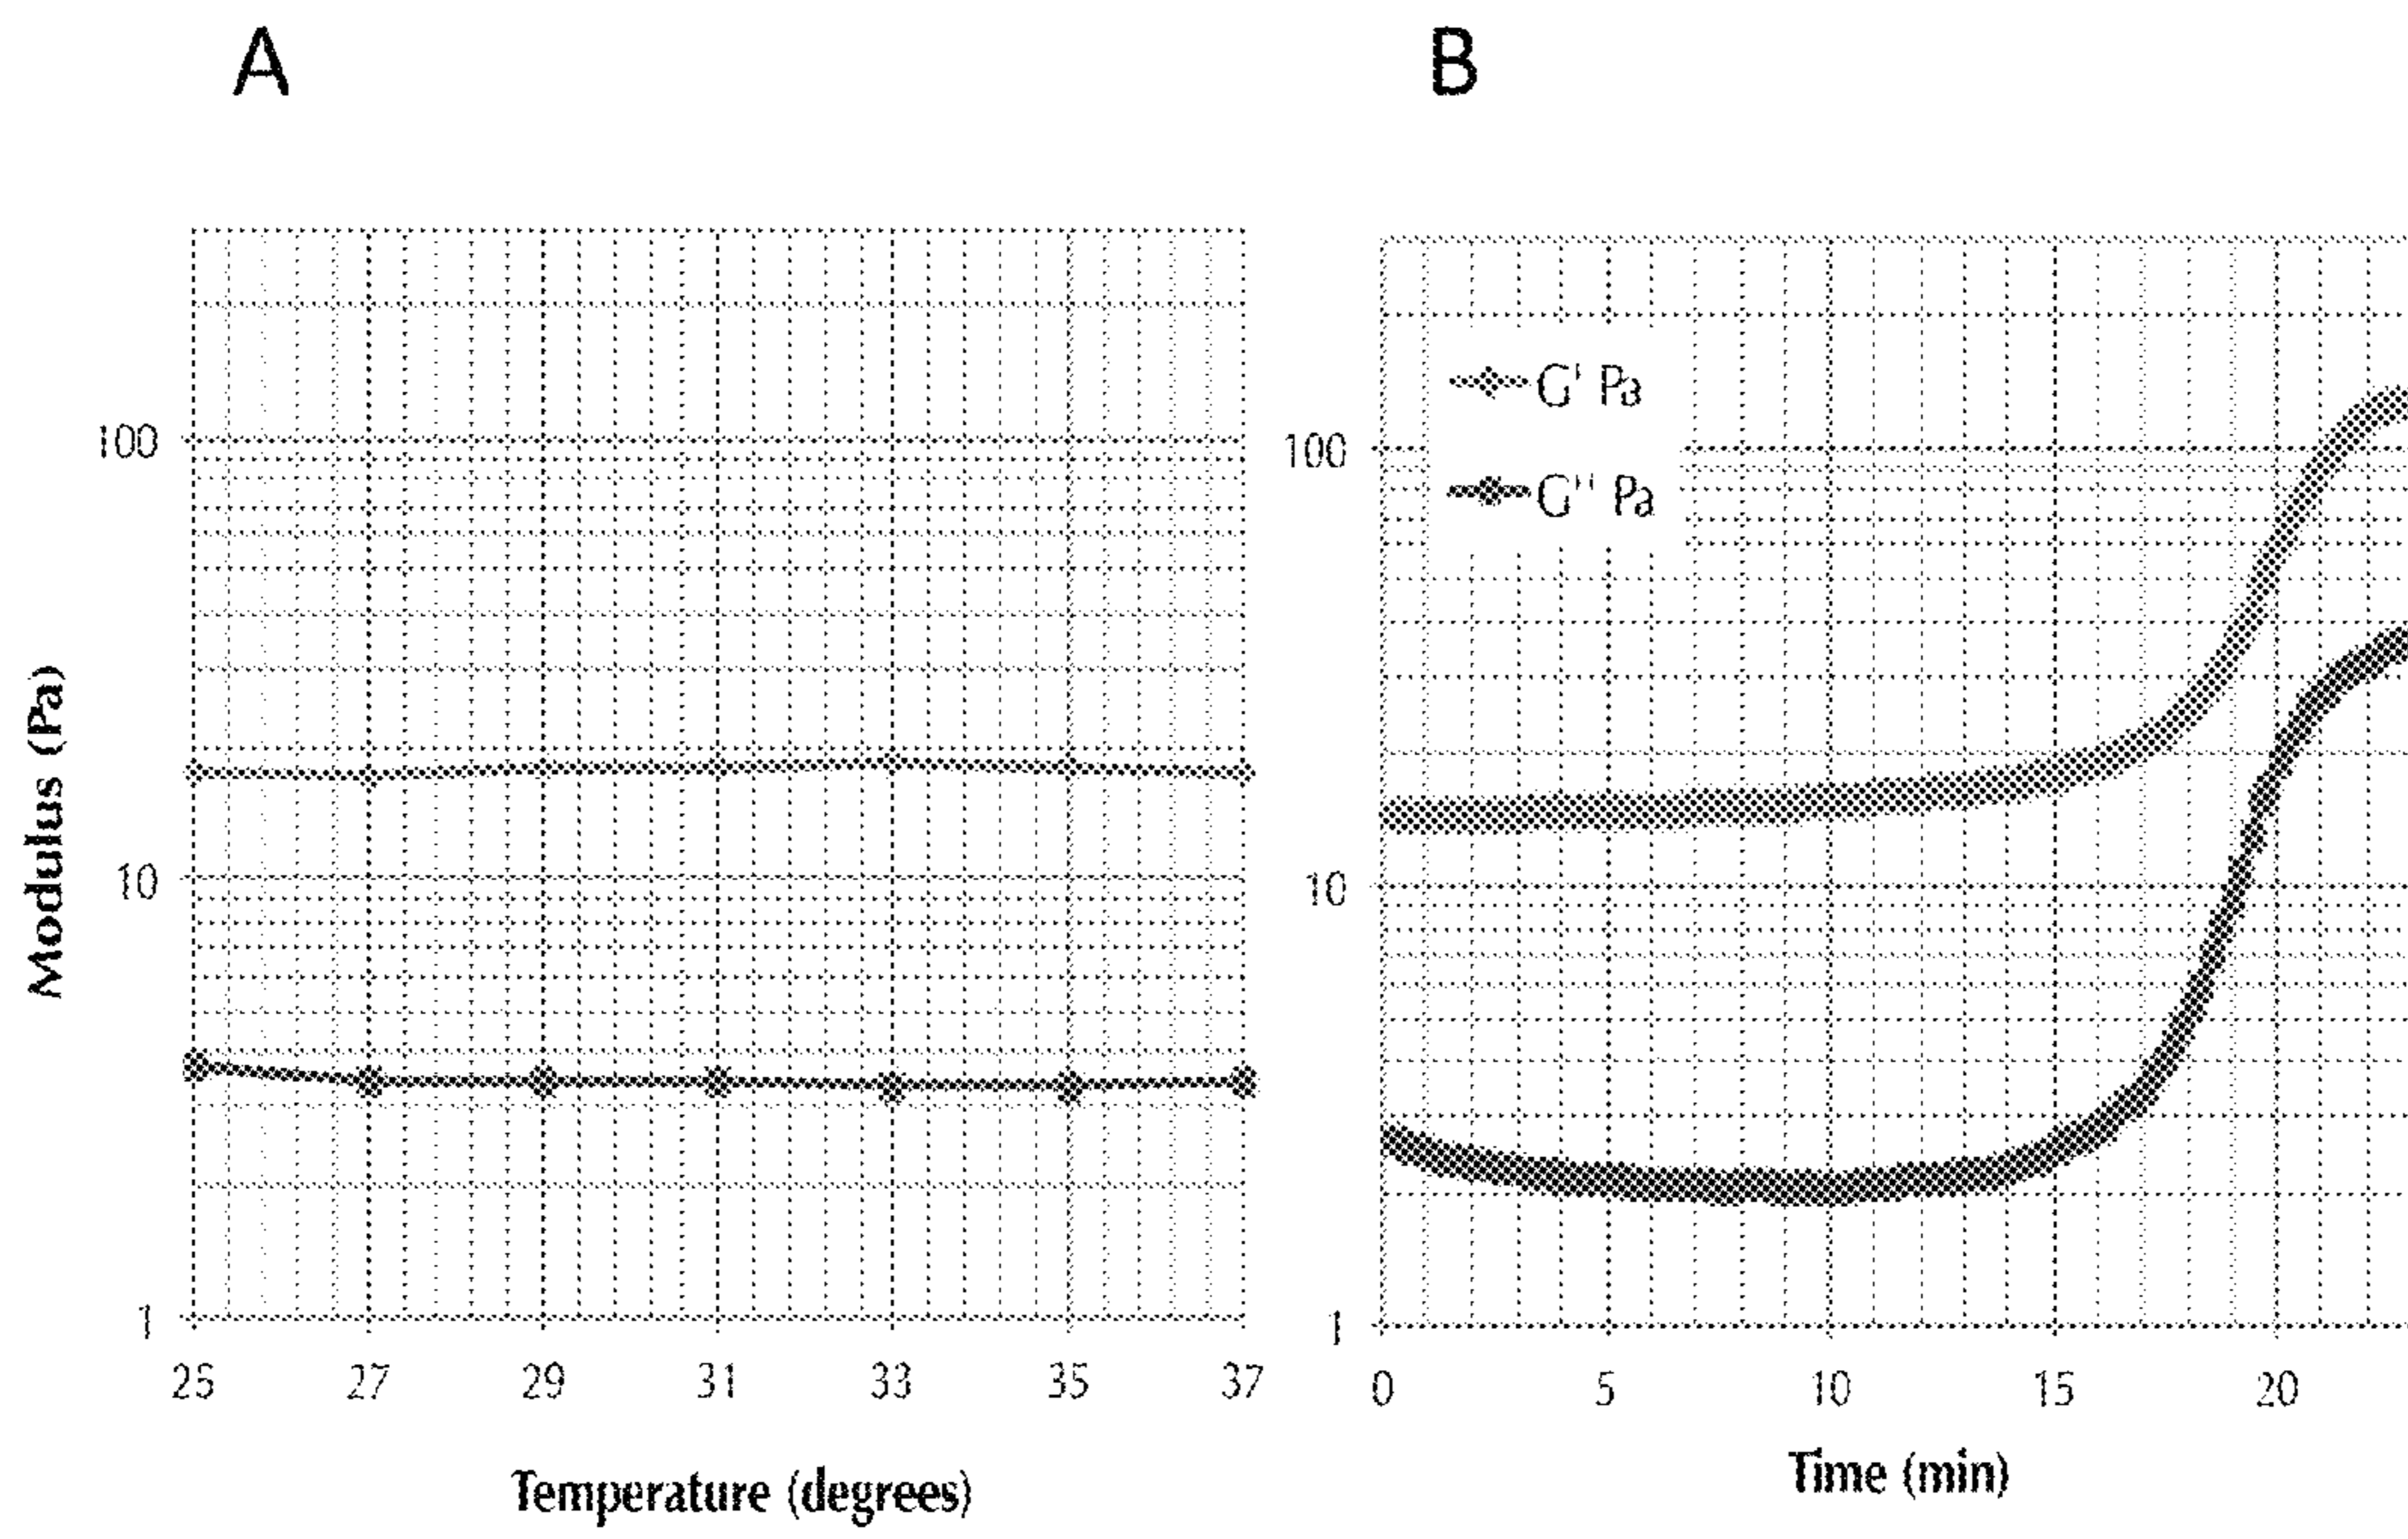 A
B
Modulus (Pa)
100
10
1
25
27
29
31
33
35
37
Temperature (degrees)
G' Pa
G'' Pa
100
10
1
0
5
10
15
20
Time (min)